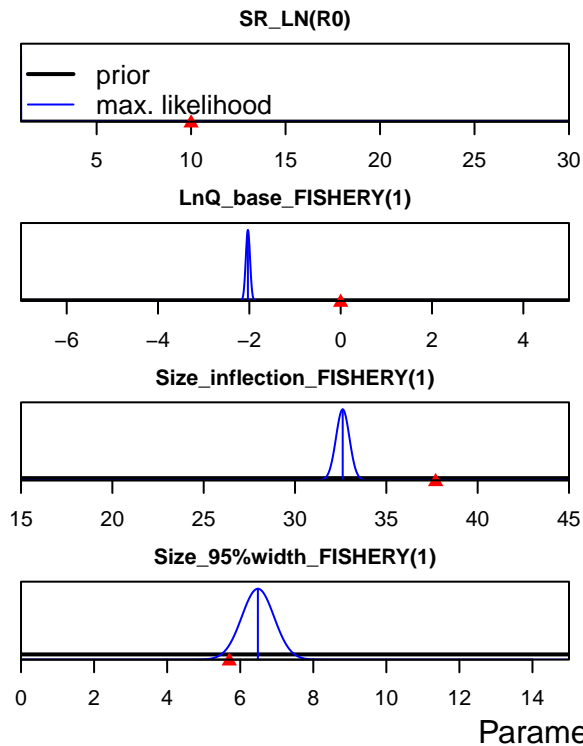 SR_LN(R0)
prior
max. likelihood
5 10 15 20 25 30
LnQ_base_FISHERY(1)
−6 −4 −2 0 2 4
Size_inflection_FISHERY(1)
15 20 25 30 35 40 45
Size_95%width_FISHERY(1)
0 2 4 6 8 10 12 14
Parame